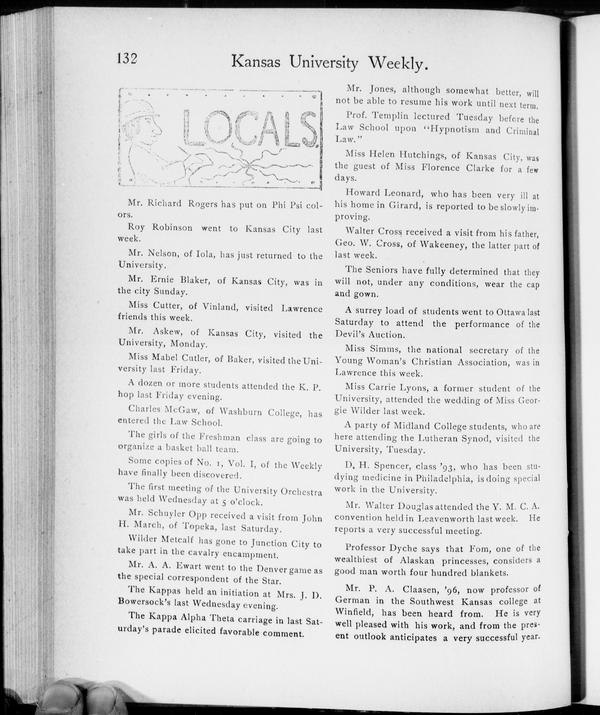 132
Kansas University Weekly.
LOCALS.
Mr. Richard Rogers has put on Phi Psi col-
ors.
Roy Robinson went to Kansas City last
week.
Mr. Nelson, of Iola, has just returned to the
University.
Mr. Ernie Blaker, of Kansas City, was in
the city Sunday.
Miss Cutter, of Vinland, visited Lawrence
friends this week.
Mr. Askew, of Kansas City, visited the
University, Monday.
Miss Mabel Cutler, of Baker, visited the Uni-
versity last Friday.
A dozen or more students attended the K. P.
hop last Friday evening.
Charles McGaw, of Washburn College, has
entered the Law School.
The girls of the Freshman class are going to
organize a basket ball team.
Some copies of No. 1, Vol. I, of the Weekly
have finally been discovered.
The first meeting of the University Orchestra
was held Wednesday at 5 o'clock.
Mr. Schuyler Opp received a visit from John
H. March, of Topeka, last Saturday.
Wilder Metcalf has gone to Junction City to
take part in the cavalry encampment.
Mr. A. A. Ewart went to the Denver game as
the special correspondent of the Star.
The Kappas held an initiation at Mrs. J. D.
Bowersock's last Wednesday evening.
The Kappa Alpha Theta carriage in last Sat-
urday's parade elicited favorable comment.
Mr. Jones, although somewhat better, will
not be able to resume his work until next term.
Prof. Templin lectured Tuesday before the
Law School upon "Hypnotism and Criminal
Law."
Miss Helen Hutchings, of Kansas City, was
the guest of Miss Florence Clarke for a few
days.
Howard Leonard, who has been very ill at
his home in Girard, is reported to be slowly im-
proving.
Walter Cross received a visit from his father,
Geo. W. Cross, of Wakeeney, the latter part of
last week.
The Seniors have fully determined that they
will not, under any conditions, wear the cap
and gown.
A surrey load of students went to Ottawa last
Saturday to attend the performance of the
Devil's Auction.
Miss Simms, the national secretary of the
Young Woman's Christian Association, was in
Lawrence this week.
Miss Carrie Lyons, a former student of the
University, attended the wedding of Miss Geor-
gie Wilder last week.
A party of Midland College students, who are
here attending the Lutheran Synod, visited the
University, Tuesday.
D. H. Spencer, class '93, who has been stu-
dying medicine in Philadelphia, is doing special
work in the University.
Mr. Walter Douglas attended the Y. M. C. A.
convention held in Leavenworth last week. He
reports a very successful meeting.
Professor Dyche says that Fom, one of the
wealthiest of Alaskan princesses, considers a
good man worth four hundred blankets.
Mr. P. A. Claasen, '96, now professor of
German in the Southwest Kansas college at
Winfield, has been heard from. He is very
well pleased with his work, and from the pres-
ent outlook anticipates a very successful year.